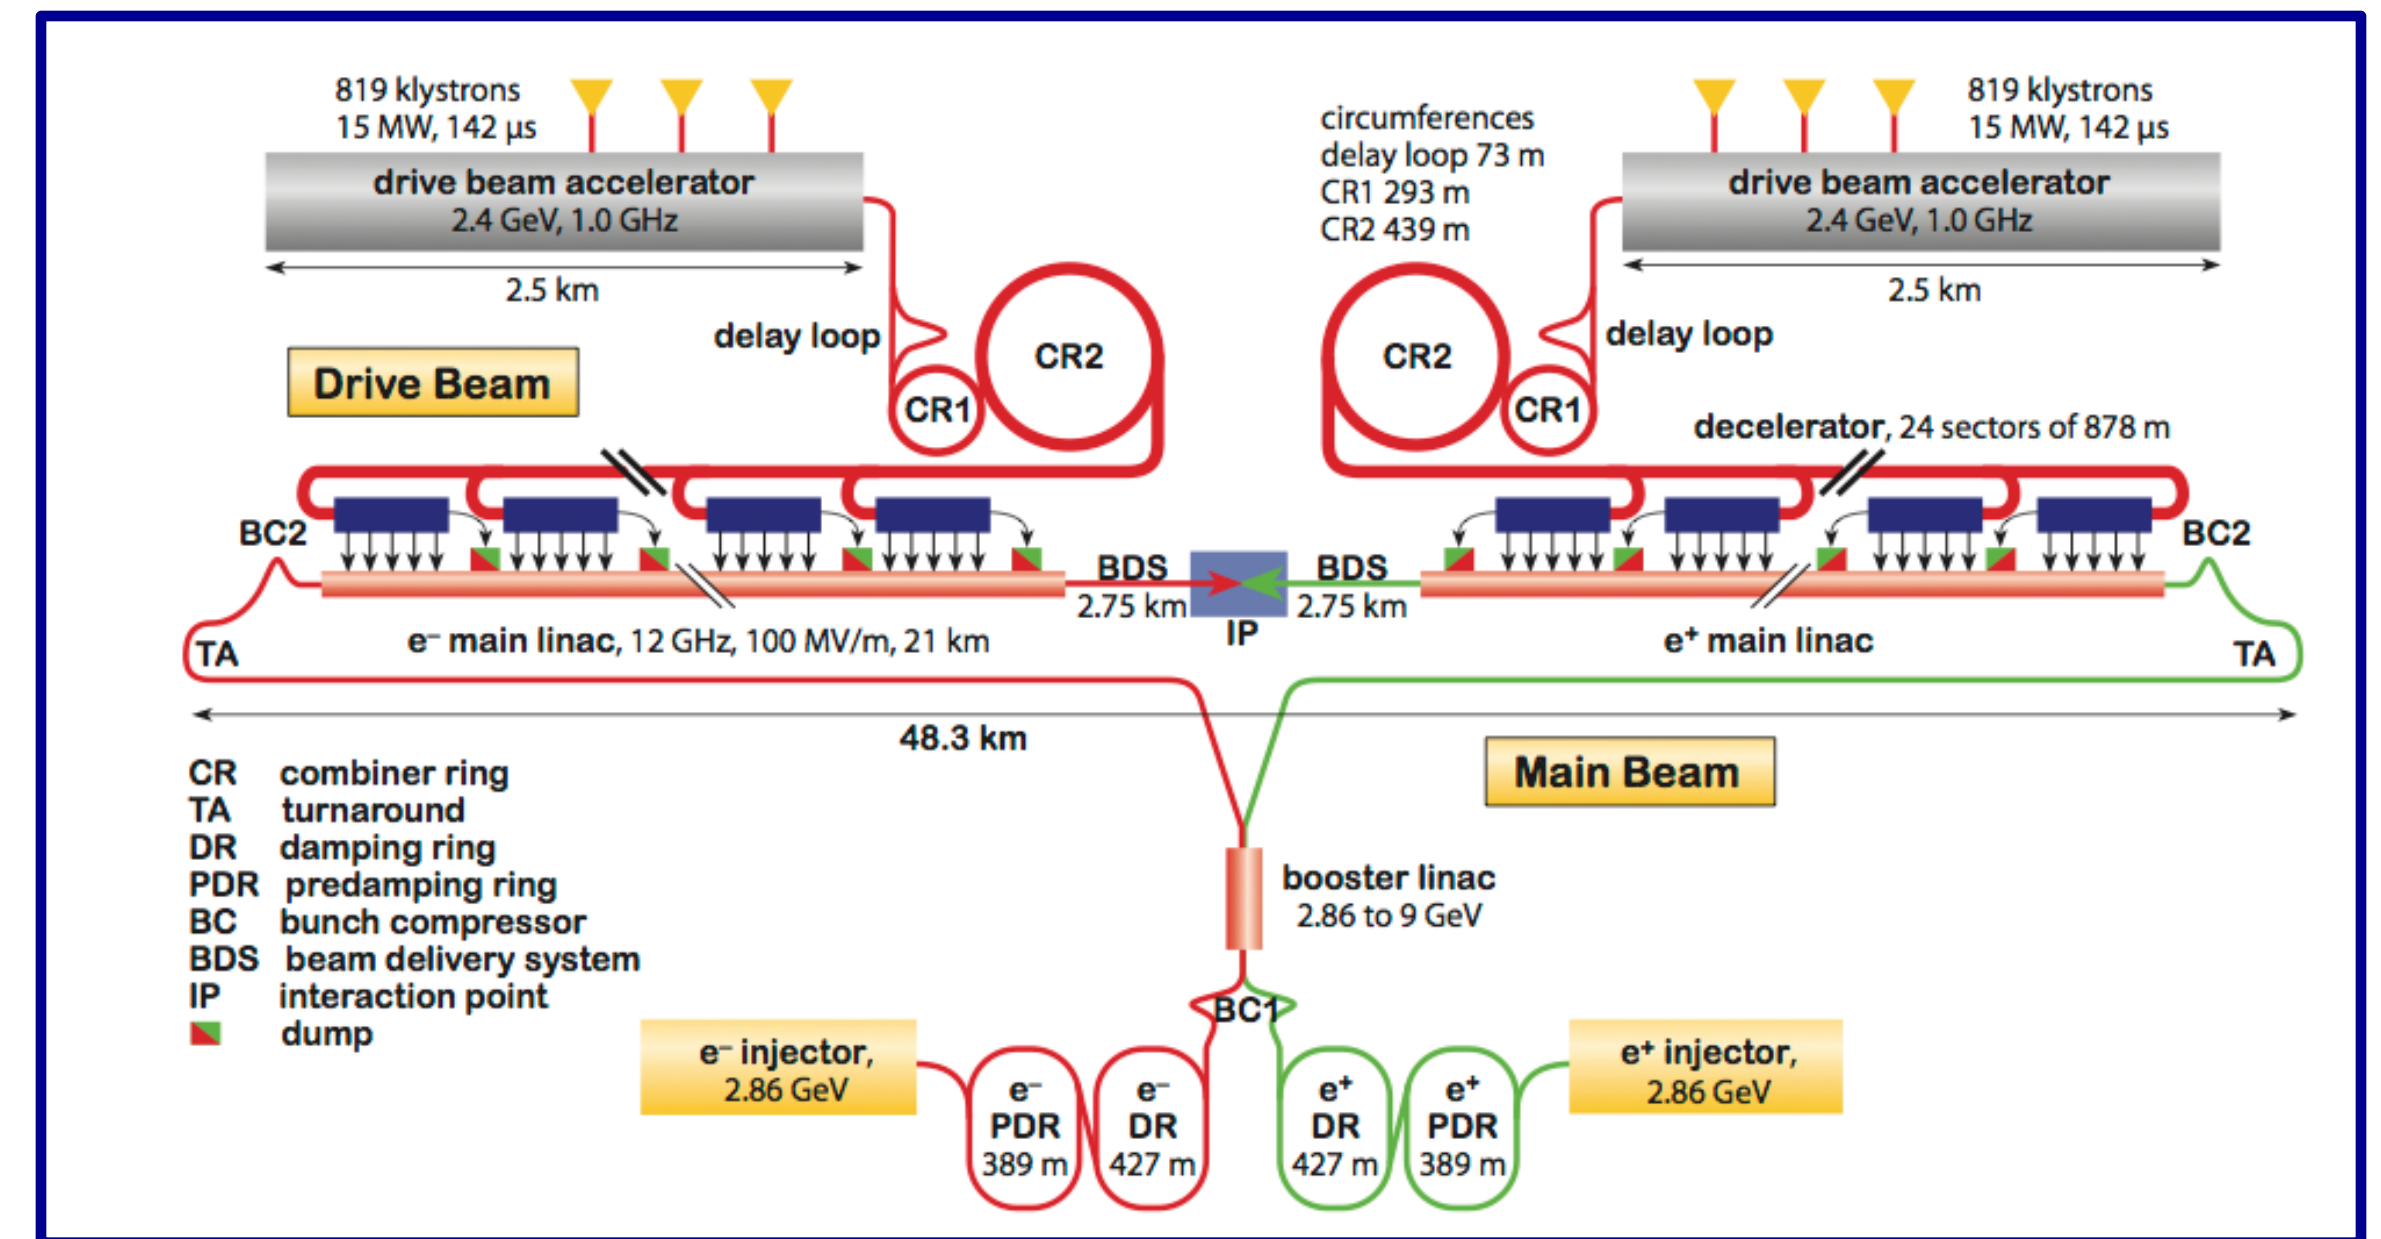 819 klystrons
15 MW, 142 µs
drive beam accelerator
2.4 GeV, 1.0 GHz
2.5 km
delay loop
CR2
CR1
Drive Beam
circumferences
delay loop 73 m
CR1 293 m
CR2 439 m
819 klystrons
15 MW, 142 µs
drive beam accelerator
2.4 GeV, 1.0 GHz
2.5 km
CR2
delay loop
CR1
decelerator, 24 sectors of 878 m
BC2
BDS
2.75 km
IP
BDS
2.75 km
BC2
TA
e– main linac, 12 GHz, 100 MV/m, 21 km
e+ main linac
TA
48.3 km
Main Beam
CR combiner ring
TA turnaround
DR damping ring
PDR predamping ring
BC bunch compressor
BDS beam delivery system
IP interaction point
dump
booster linac
2.86 to 9 GeV
BC1
e– injector,
2.86 GeV
e–
PDR
389 m
e–
DR
427 m
e+
DR
427 m
e+
PDR
389 m
e+ injector,
2.86 GeV